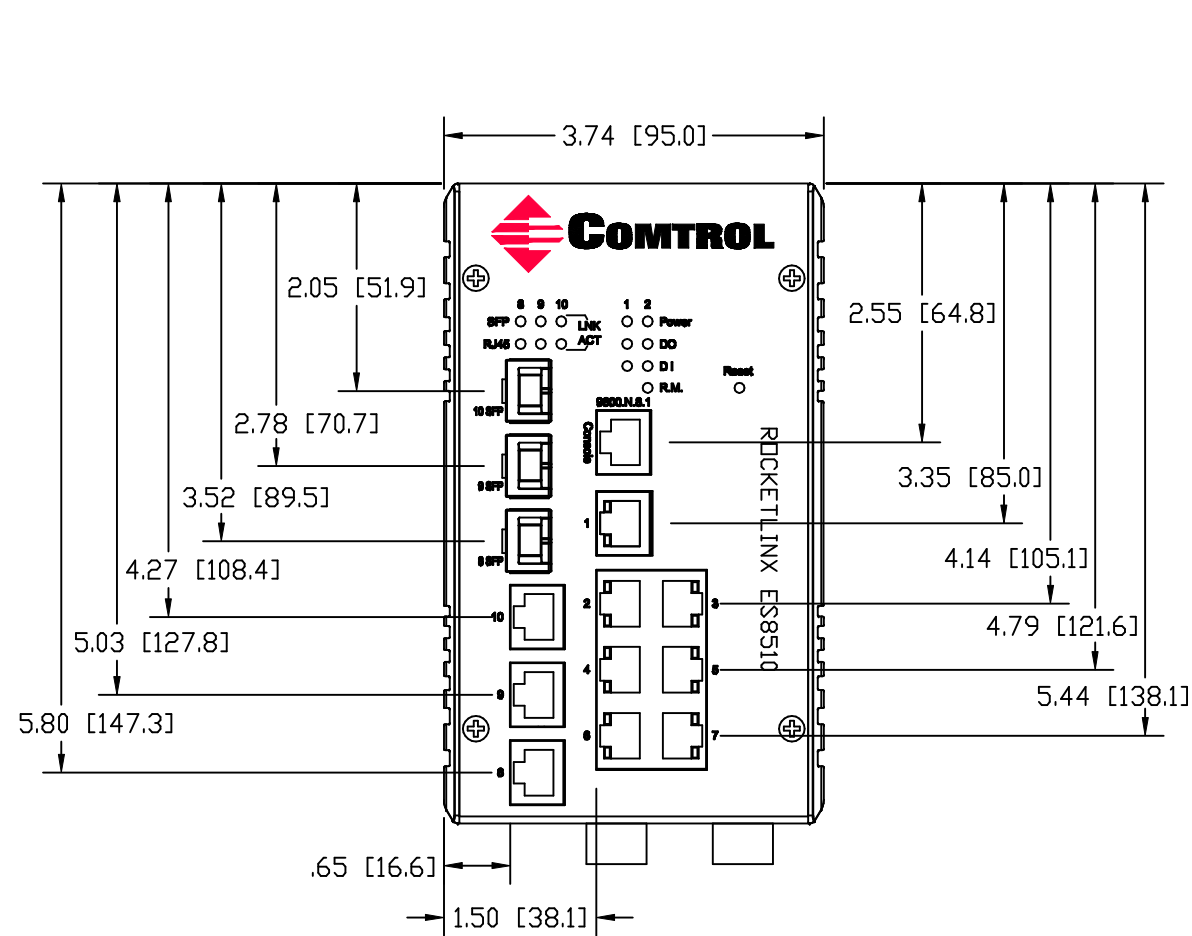 3.74 [95.0]
COMTROL
2.05 [51.9]
8 9 10
1 2
SFP
LNK
Power
2.55 [64.8]
RJ45
ACT
DO
DI
Reset
R.M.
10 SFP
9600.N.8.1
2.78 [70.7]
Console
ROCKETLINX ES8510
3.35 [85.0]
9 SFP
3.52 [89.5]
1
8 SFP
4.14 [105.1]
4.27 [108.4]
2
3
10
4.79 [121.6]
5.03 [127.8]
4
5
9
5.44 [138.1]
5.80 [147.3]
6
7
8
.65 [16.6]
1.50 [38.1]